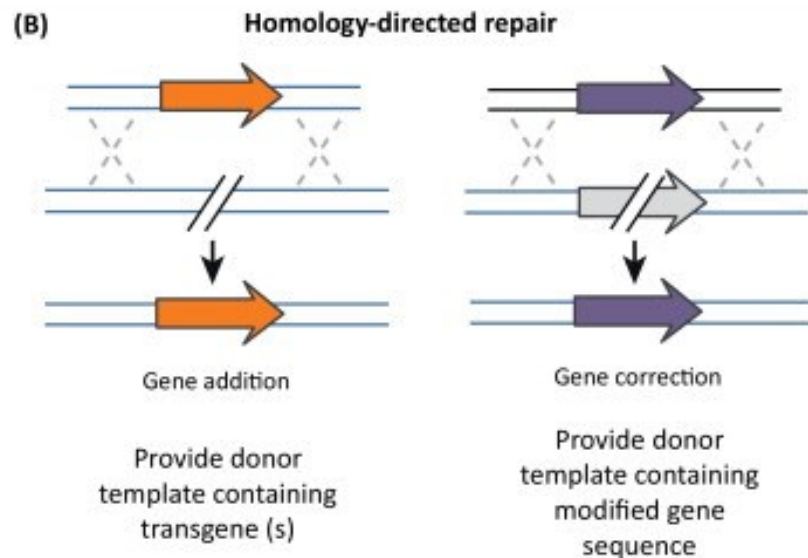 (B) Homology-directed repair
Gene addition
Provide donor
template containing
transgene (s)
Gene correction
Provide donor
template containing
modified gene
sequence